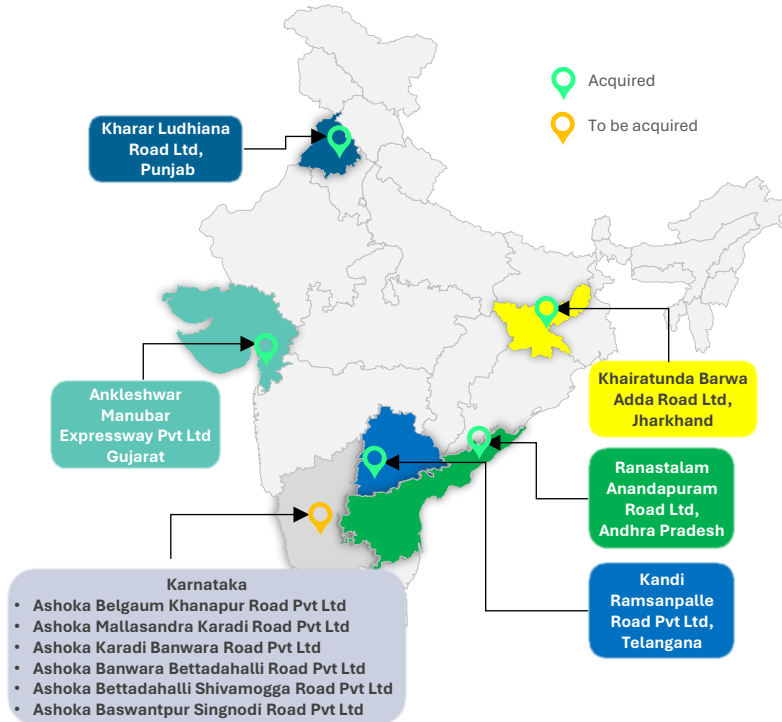 Acquired
To be acquired
Kharar Ludhiana
Road Ltd,
Punjab
Ankleshwar
Manubar
Expressway Pvt Ltd
Gujarat
Khairatunda Barwa
Adda Road Ltd,
Jharkhand
Ranastalam
Anandapuram
Road Ltd,
Andhra Pradesh
Kandi
Ramsanpalle
Road Pvt Ltd,
Telangana
Karnataka
• Ashoka Belgaum Khanapur Road Pvt Ltd
• Ashoka Mallasandra Karadi Road Pvt Ltd
• Ashoka Karadi Banwara Road Pvt Ltd
• Ashoka Banwara Bettadahalli Road Pvt Ltd
• Ashoka Bettadahalli Shivamogga Road Pvt Ltd
• Ashoka Baswantpur Singnodi Road Pvt Ltd